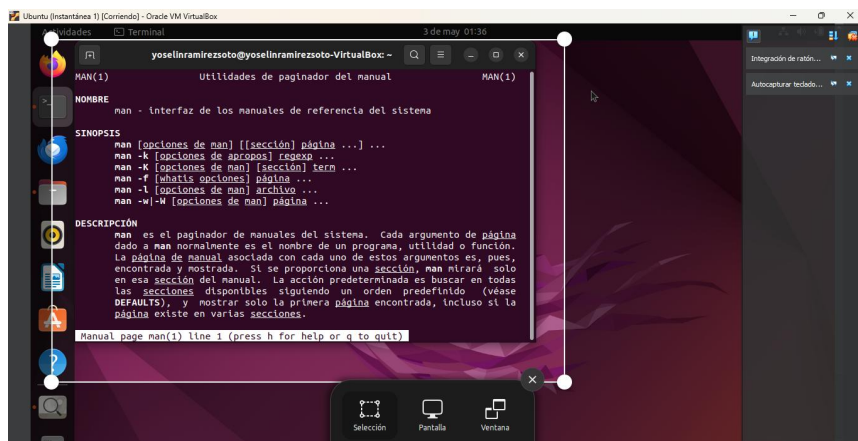 Ubuntu (Instantánea 1) [Corriendo] - Oracle VM VirtualBox
Actividades Terminal 3 de may 01:36
yoselinramirezsoto@yoselinramirezsoto-VirtualBox: ~
MAN(1) Utilidades de paginador del manual MAN(1)
NOMBRE
man - interfaz de los manuales de referencia del sistema
SINOPSIS
man [opciones de man] [[sección] página ...] ...
man -k [opciones de apropos] regexp ...
man -K [opciones de man] [sección] term ...
man -f [whatis opciones] página ...
man -l [opciones de man] archivo ...
man -w|-W [opciones de man] página ...
DESCRIPCIÓN
man es el paginador de manuales del sistema. Cada argumento de página
dado a man normalmente es el nombre de un programa, utilidad o función.
La página de manual asociada con cada uno de estos argumentos es, pues,
encontrada y mostrada. Si se proporciona una sección, man mirará solo
en esa sección del manual. La acción predeterminada es buscar en todas
las secciones disponibles siguiendo un orden predefinido (véase
DEFAULTS), y mostrar solo la primera página encontrada, incluso si la
página existe en varias secciones.
Manual page man(1) line 1 (press h for help or q to quit)
Integración de ratón...
Autocapturar teclado...
Selección Pantalla Ventana